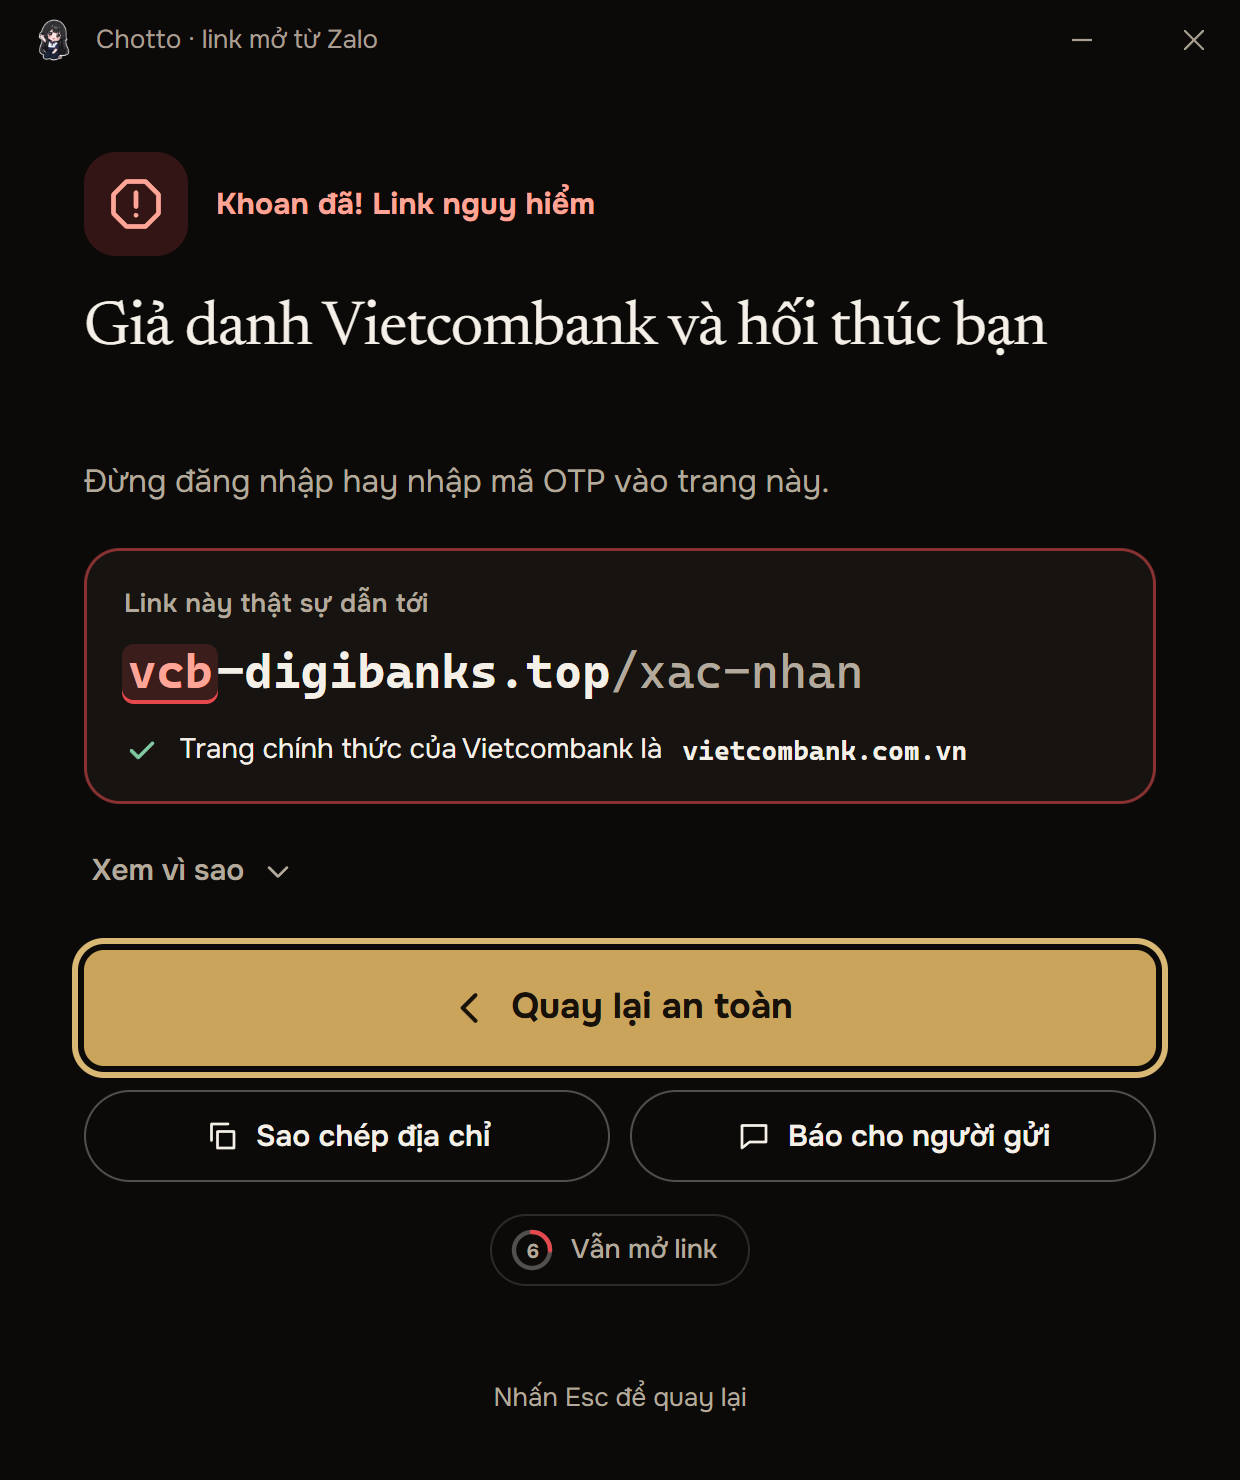 Chotto · link mở từ Zalo
Khoan đã! Link nguy hiểm
Giả danh Vietcombank và hối thúc bạn
Đừng đăng nhập hay nhập mã OTP vào trang này.
Link này thật sự dẫn tới
vcb-digibanks.top/xac-nhan
Trang chính thức của Vietcombank là vietcombank.com.vn
Xem vì sao
Quay lại an toàn
Sao chép địa chỉ
Báo cho người gửi
6 Vẫn mở link
Nhấn Esc để quay lại